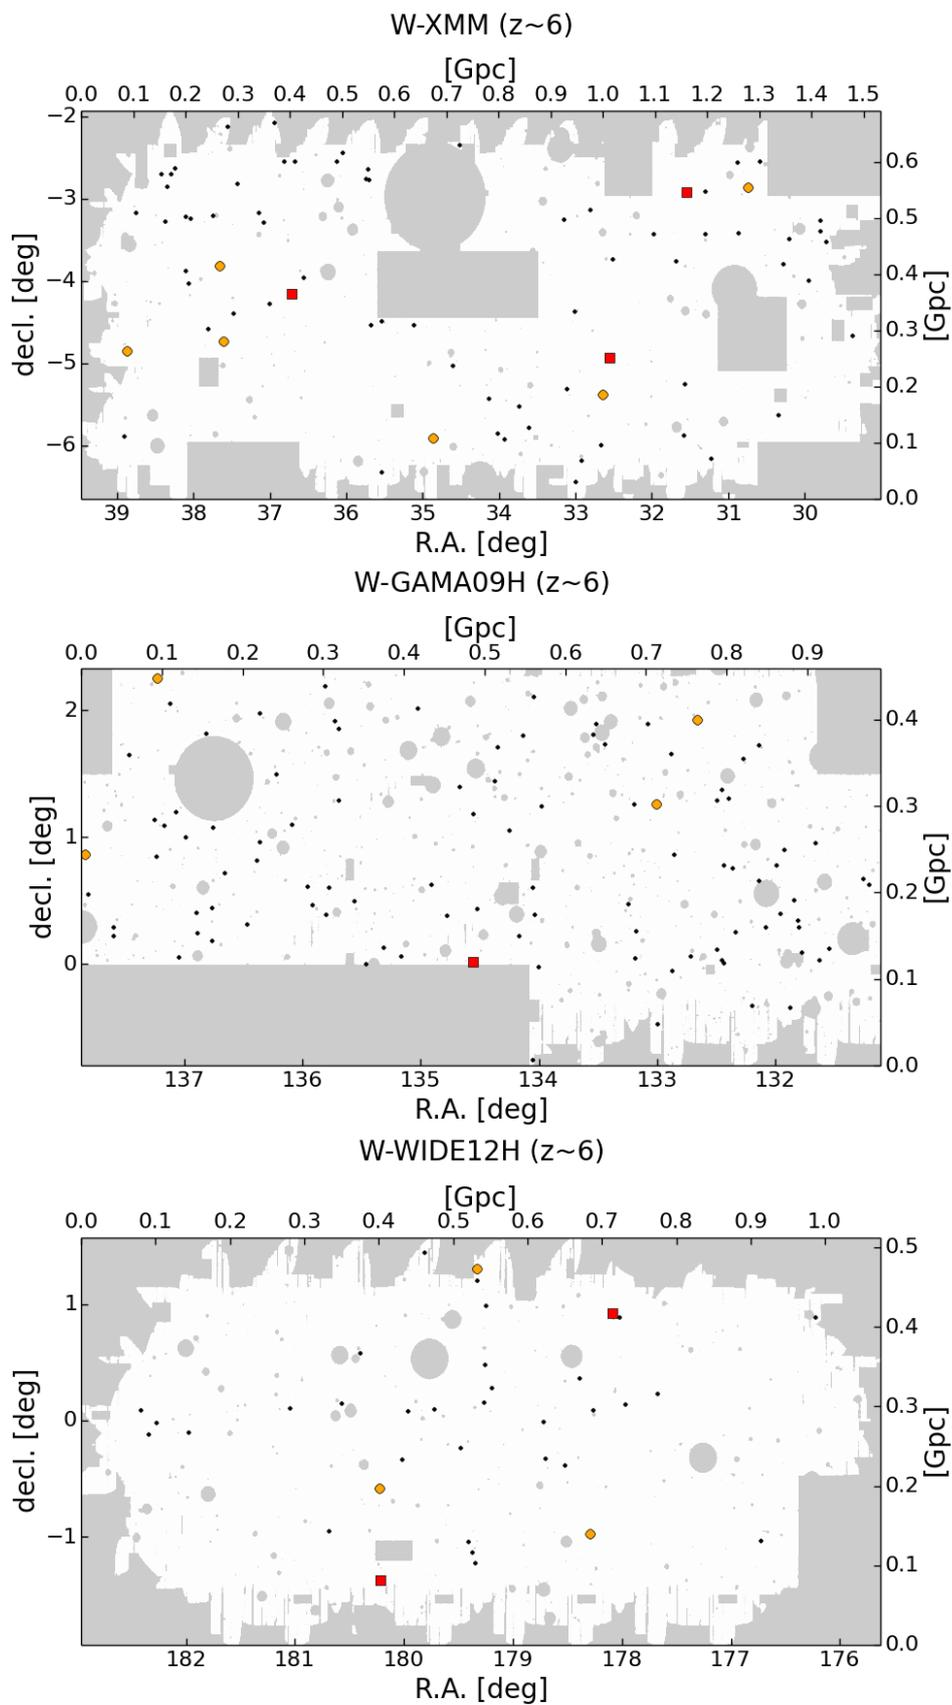 W-XMM (z~6)
[Gpc]
0.0 0.1 0.2 0.3 0.4 0.5 0.6 0.7 0.8 0.9 1.0 1.1 1.2 1.3 1.4 1.5
−2
−3
−4
−5
−6
decl. [deg]
0.6
0.5
0.4
0.3
0.2
0.1
0.0
[Gpc]
39 38 37 36 35 34 33 32 31 30
R.A. [deg]
W-GAMA09H (z~6)
[Gpc]
0.0 0.1 0.2 0.3 0.4 0.5 0.6 0.7 0.8 0.9
2
1
0
decl. [deg]
0.4
0.3
0.2
0.1
0.0
[Gpc]
137 136 135 134 133 132
R.A. [deg]
W-WIDE12H (z~6)
[Gpc]
0.0 0.1 0.2 0.3 0.4 0.5 0.6 0.7 0.8 0.9 1.0
1
0
−1
decl. [deg]
0.5
0.4
0.3
0.2
0.1
0.0
[Gpc]
182 181 180 179 178 177 176
R.A. [deg]